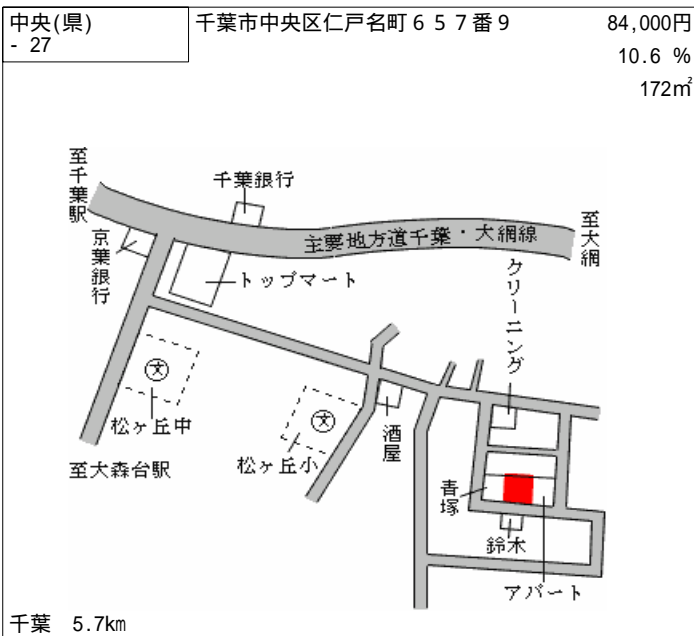 中央(県)
- 27
千葉市中央区仁戸名町６５７番9
84,000円
10.6 %
172㎡
至千葉駅
千葉銀行
主要地方道千葉・大網線
至大網
京葉銀行
トップマート
クリーニング
文
松ヶ丘中
文
松ヶ丘小
酒屋
至大森台駅
青塚
鈴木
アパート
千葉 5.7km